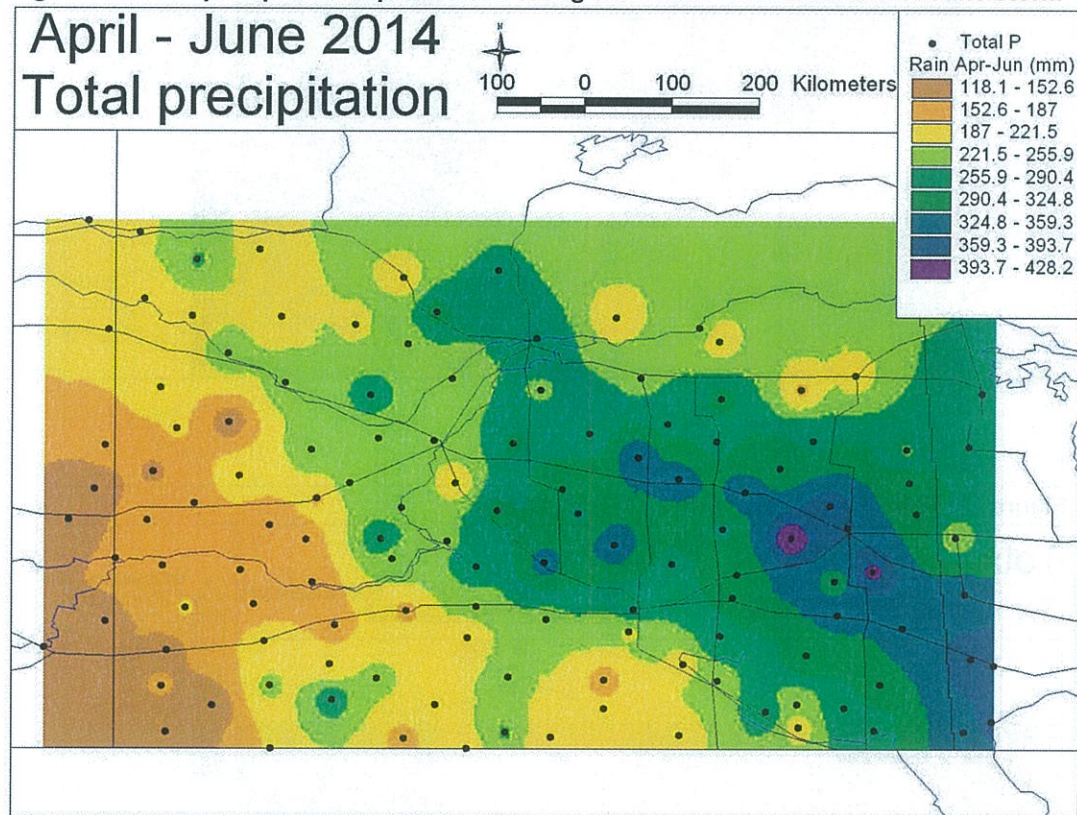 April - June 2014
Total precipitation
N
100 0 100 200 Kilometers
Total P
Rain Apr-Jun (mm)
118.1 - 152.6
152.6 - 187
187 - 221.5
221.5 - 255.9
255.9 - 290.4
290.4 - 324.8
324.8 - 359.3
359.3 - 393.7
393.7 - 428.2